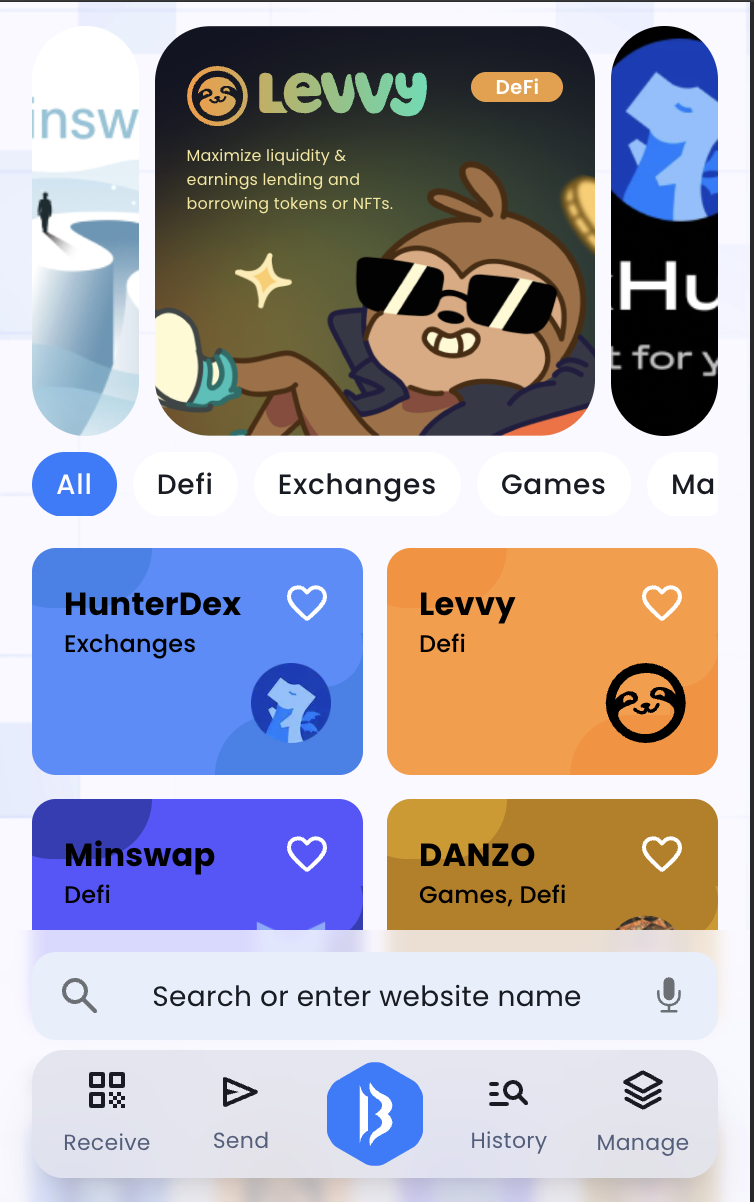 insw
Levvy
DeFi
Maximize liquidity &
earnings lending and
borrowing tokens or NFTs.
Hu
t for y
All
Defi
Exchanges
Games
Ma
HunterDex
Exchanges
Levvy
Defi
Minswap
Defi
DANZO
Games, Defi
Search or enter website name
Receive
Send
History
Manage